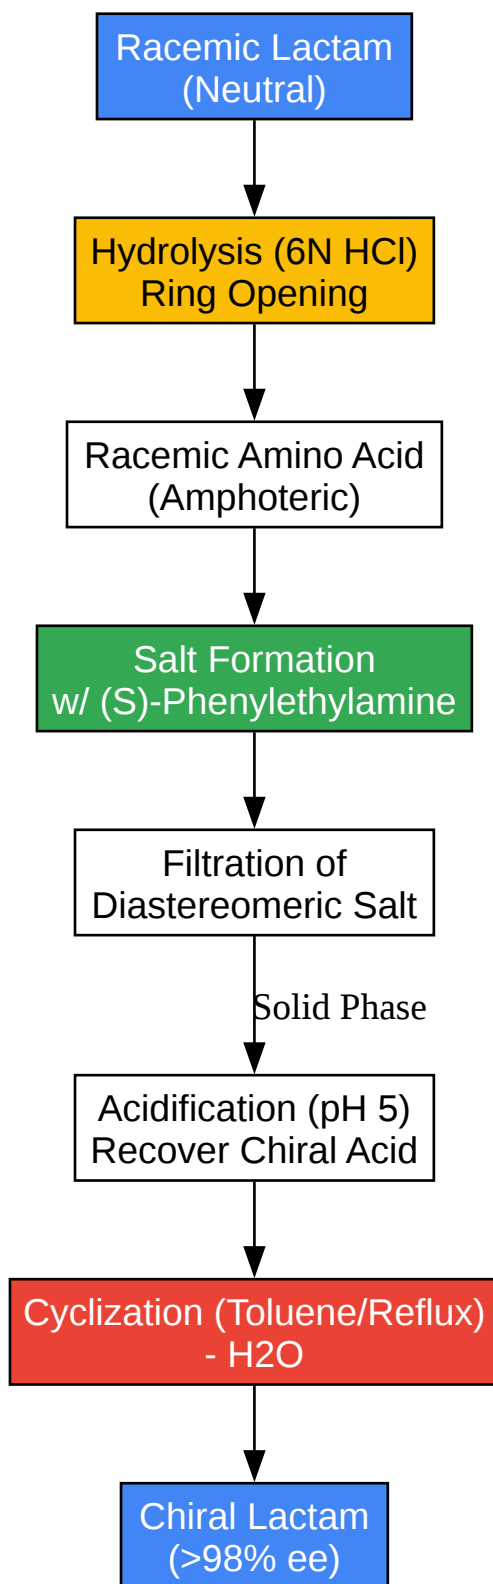 Racemic Lactam
(Neutral)
Hydrolysis (6N HCl)
Ring Opening
Racemic Amino Acid
(Amphoteric)
Salt Formation
w/ (S)-Phenylethylamine
Filtration of
Diastereomeric Salt
Solid Phase
Acidification (pH 5)
Recover Chiral Acid
Cyclization (Toluene/Reflux)
- H2O
Chiral Lactam
(>98% ee)